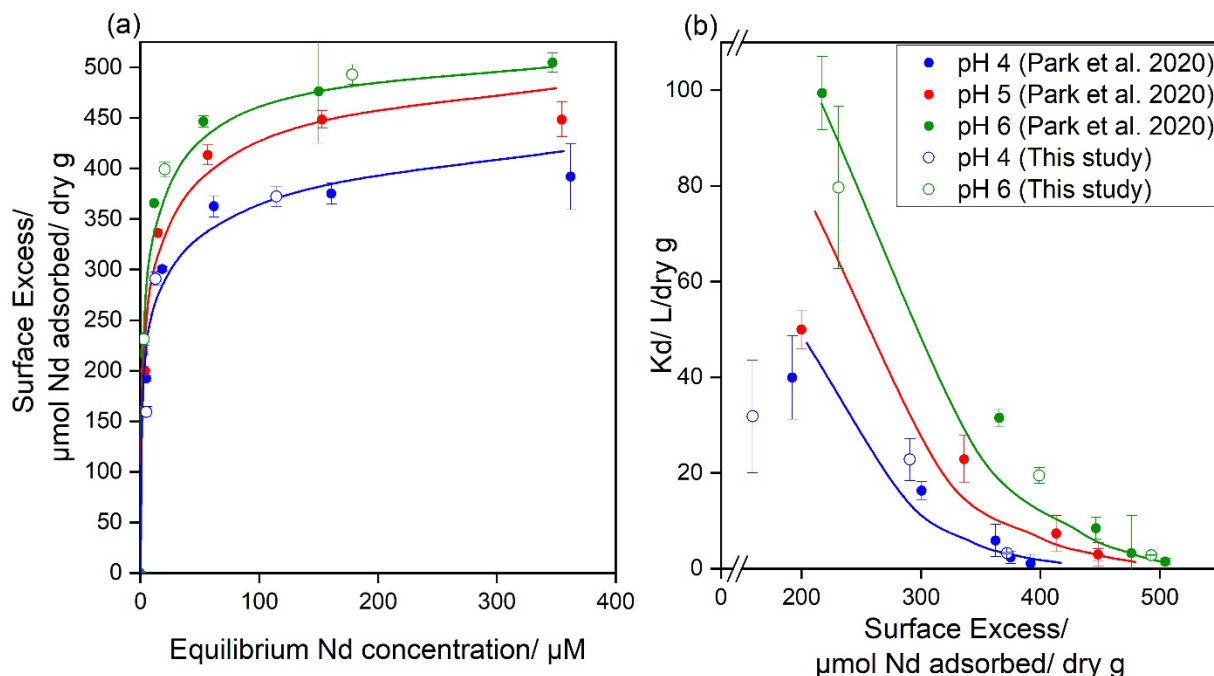 (a)
500
450
400
350
300
250
200
150
100
50
0
0 100 200 300 400
Surface Excess/
µmol Nd adsorbed/ dry g
Equilibrium Nd concentration/ µM
(b)
pH 4 (Park et al. 2020)
pH 5 (Park et al. 2020)
pH 6 (Park et al. 2020)
pH 4 (This study)
pH 6 (This study)
100
80
60
40
20
0
0 200 300 400 500
Kd/ L/dry g
Surface Excess/
µmol Nd adsorbed/ dry g